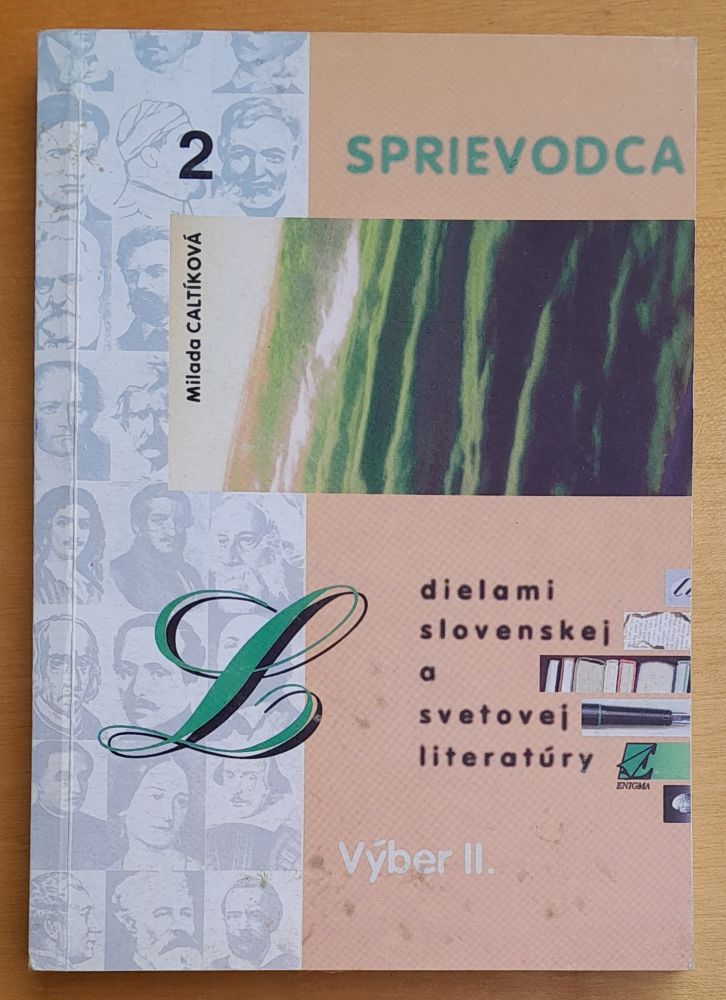 2
SPRIEVODCA
Milada CALTÍKOVÁ
L
dielami
slovenskej
a
svetovej
literatúry
ENIGMA
Výber II.